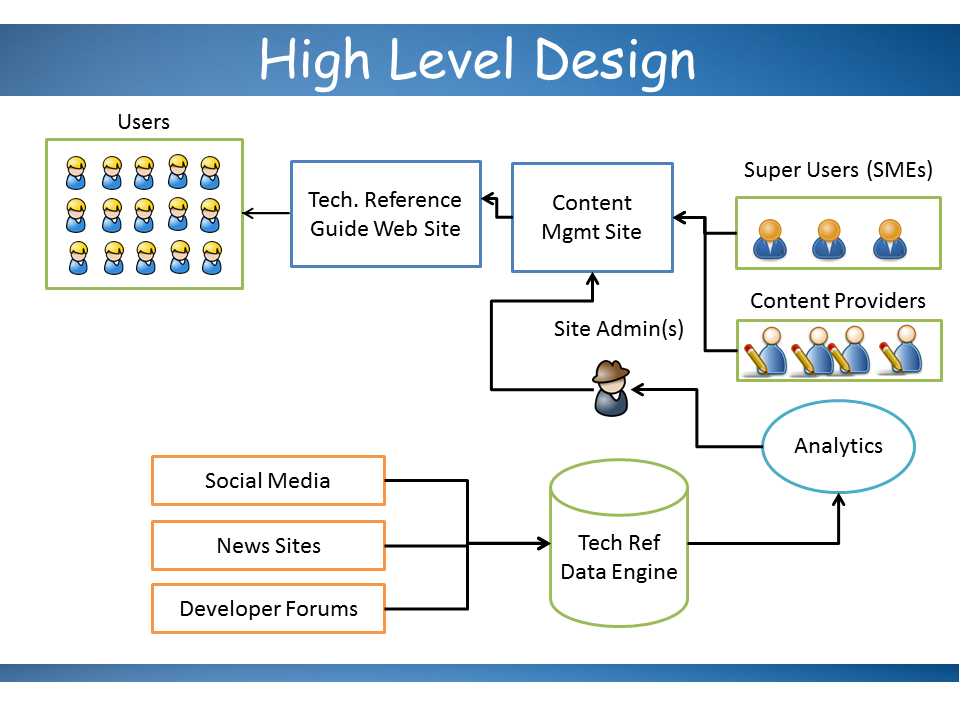 High Level Design
Users
Super Users (SMEs)
Tech. Reference
Guide Web Site
Content
Mgmt Site
Content Providers
Site Admin(s)
Analytics
Social Media
News Sites
Developer Forums
Tech Ref
Data Engine